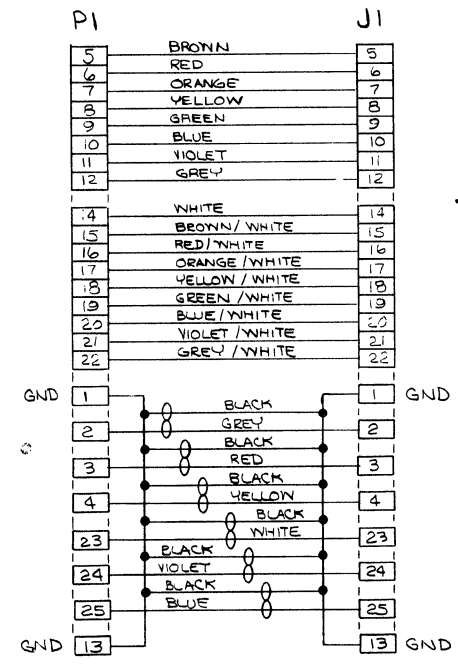 P1 J1
5 BROWN 5
6 RED 6
7 ORANGE 7
8 YELLOW 8
9 GREEN 9
10 BLUE 10
11 VIOLET 11
12 GREY 12
14 WHITE 14
15 BROWN/WHITE 15
16 RED/WHITE 16
17 ORANGE/WHITE 17
18 YELLOW/WHITE 18
19 GREEN/WHITE 19
20 BLUE/WHITE 20
21 VIOLET/WHITE 21
22 GREY/WHITE 22
GND 1 1 GND
BLACK
2 GREY 2
BLACK
3 RED 3
BLACK
4 YELLOW 4
BLACK
23 WHITE 23
BLACK
24 VIOLET 24
BLACK
25 BLUE 25
GND 13 13 GND